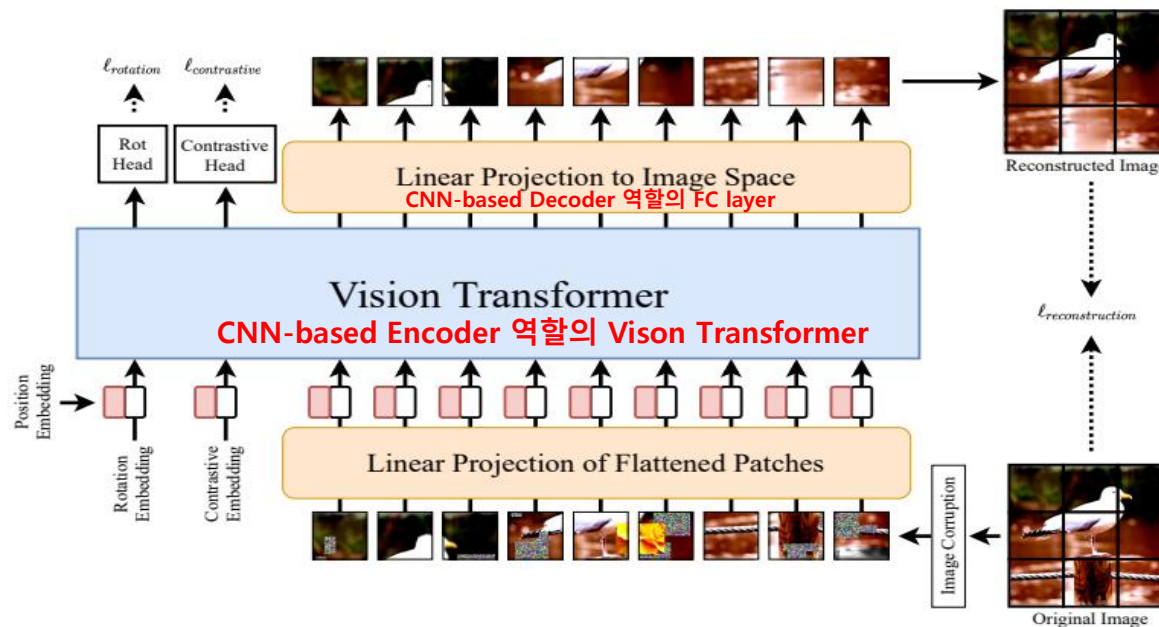 ℓrotation
ℓcontrastive
Rot
Head
Contrastive
Head
Linear Projection to Image Space
CNN-based Decoder 역할의 FC layer
Reconstructed Image
Vision Transformer
CNN-based Encoder 역할의 Vison Transformer
ℓreconstruction
Position
Embedding
Rotation
Embedding
Contrastive
Embedding
Linear Projection of Flattened Patches
Image Corruption
Original Image